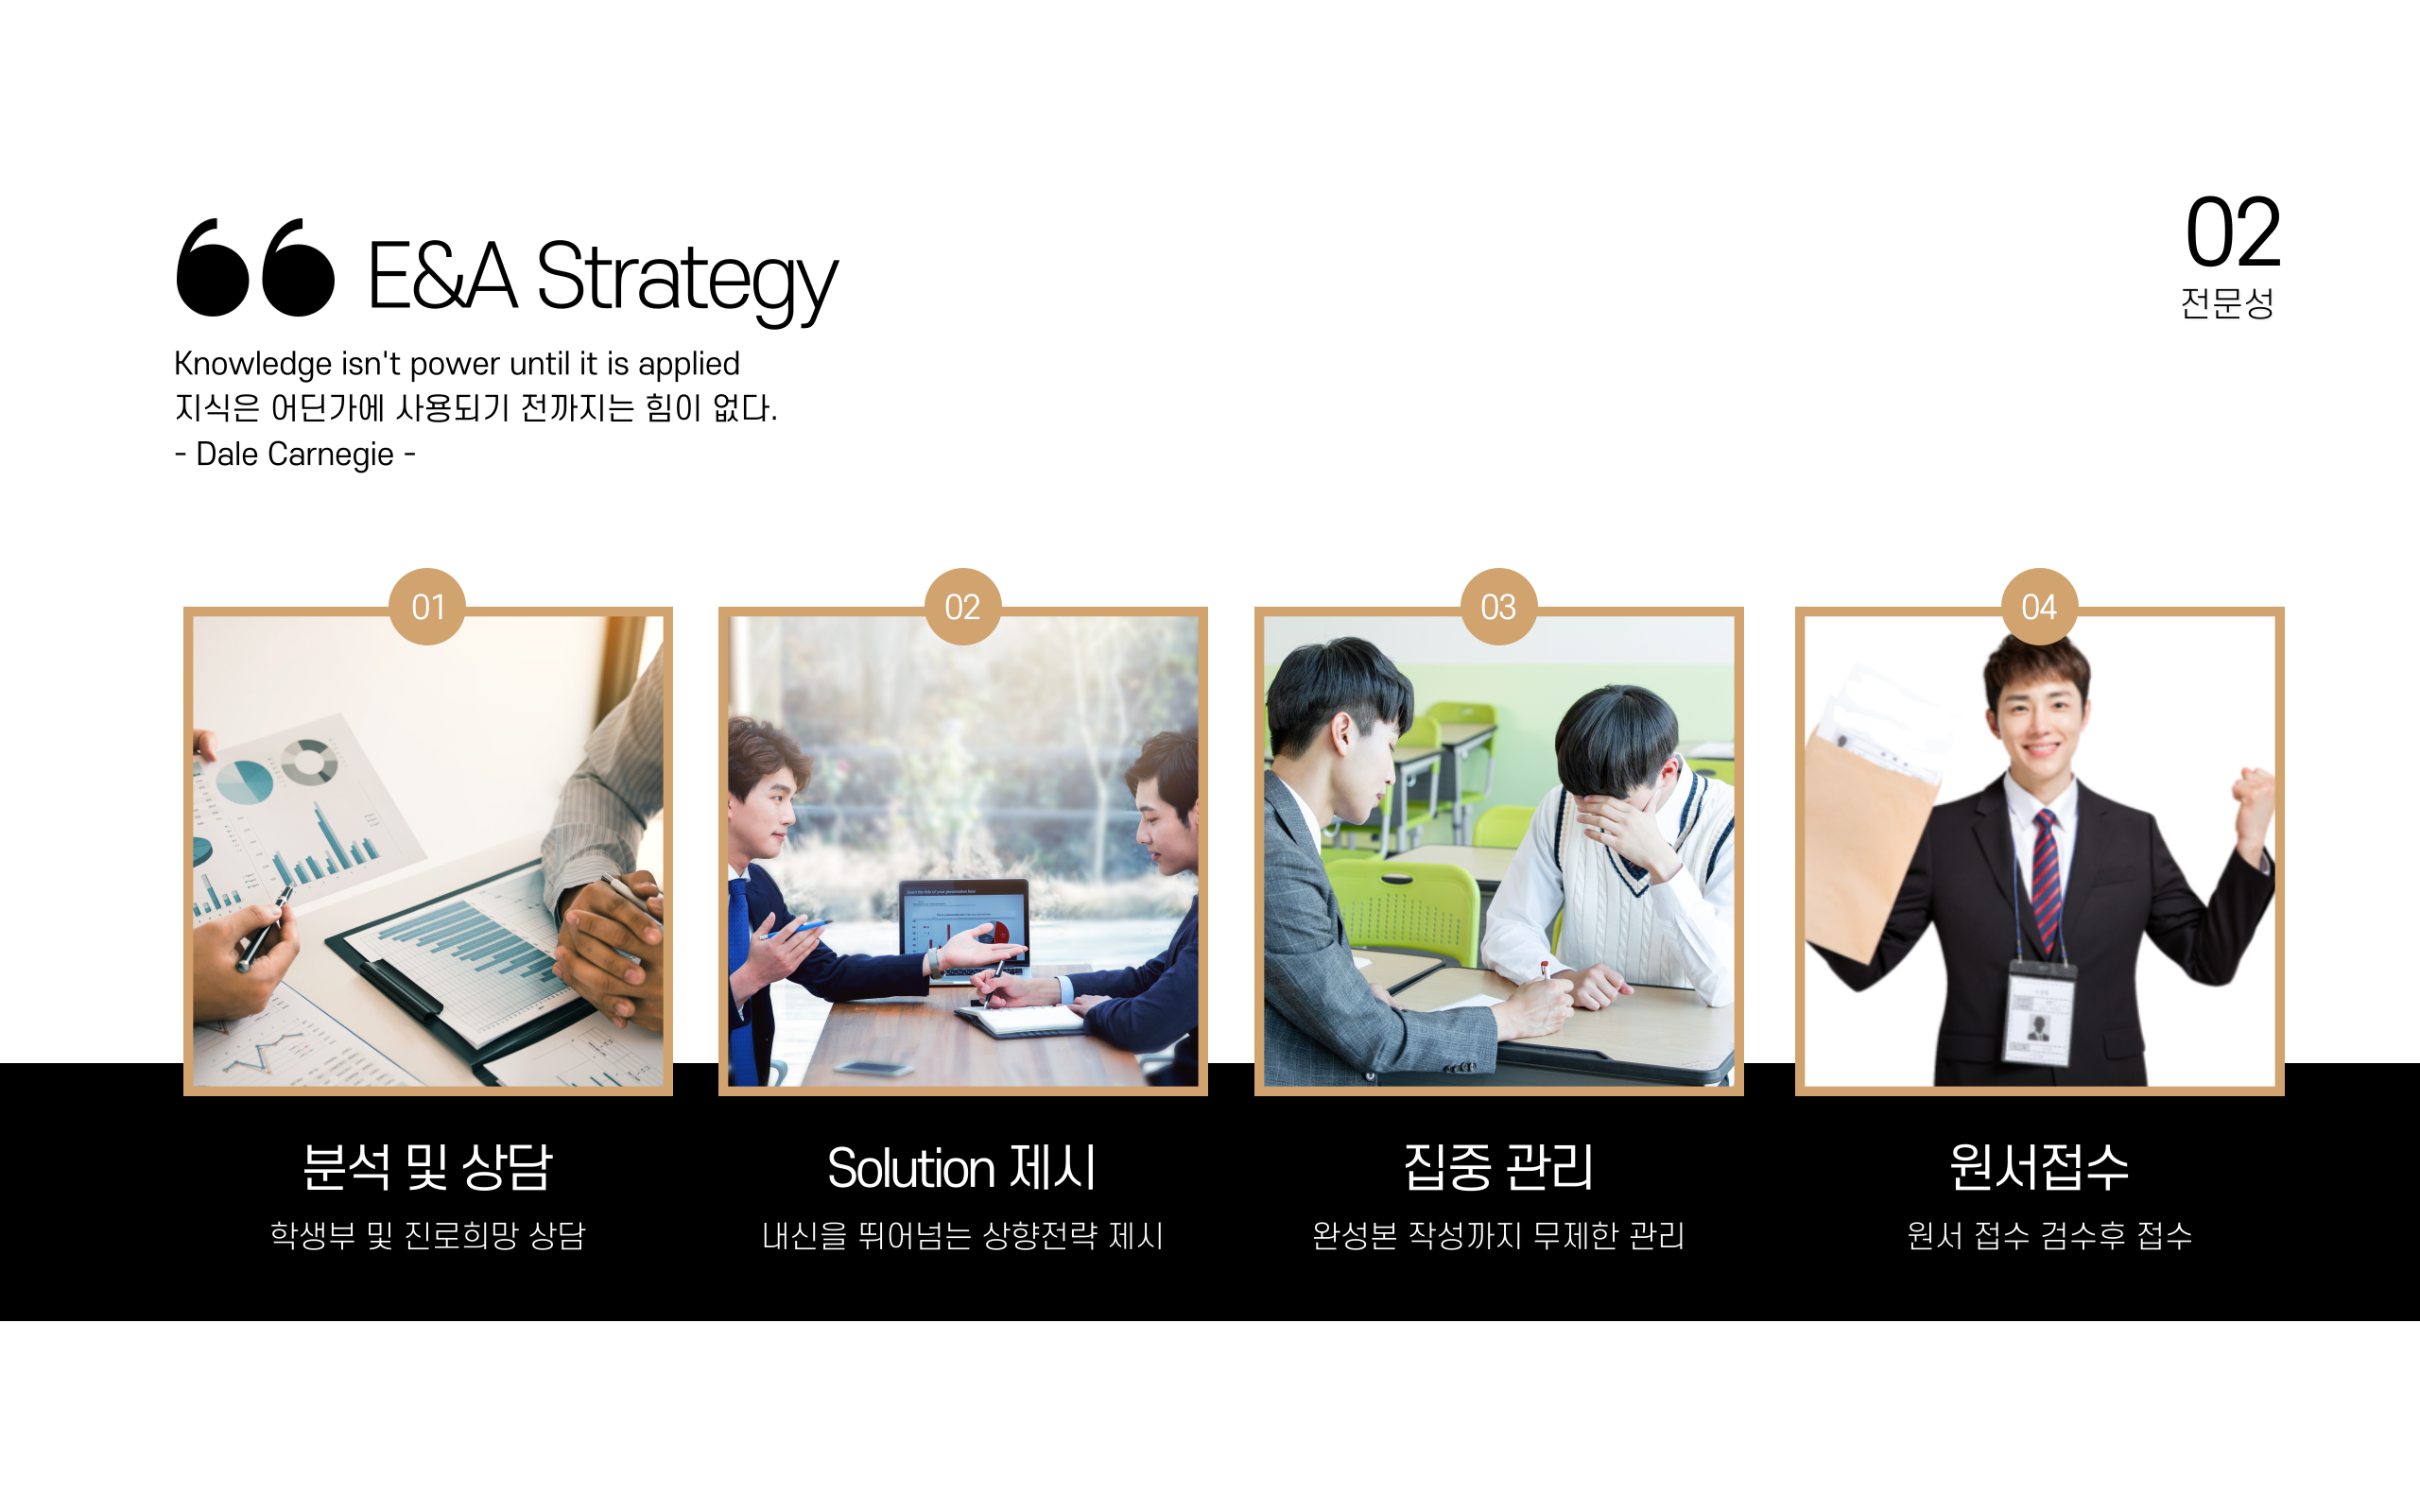 E&A Strategy
Knowledge isn't power until it is applied
지식은 어딘가에 사용되기 전까지는 힘이 없다.
- Dale Carnegie -
02
전문성
01
02
03
04
분석 및 상담
학생부 및 진로희망 상담
Solution 제시
내신을 뛰어넘는 상향전략 제시
집중 관리
완성본 작성까지 무제한 관리
원서접수
원서 접수 검수후 접수